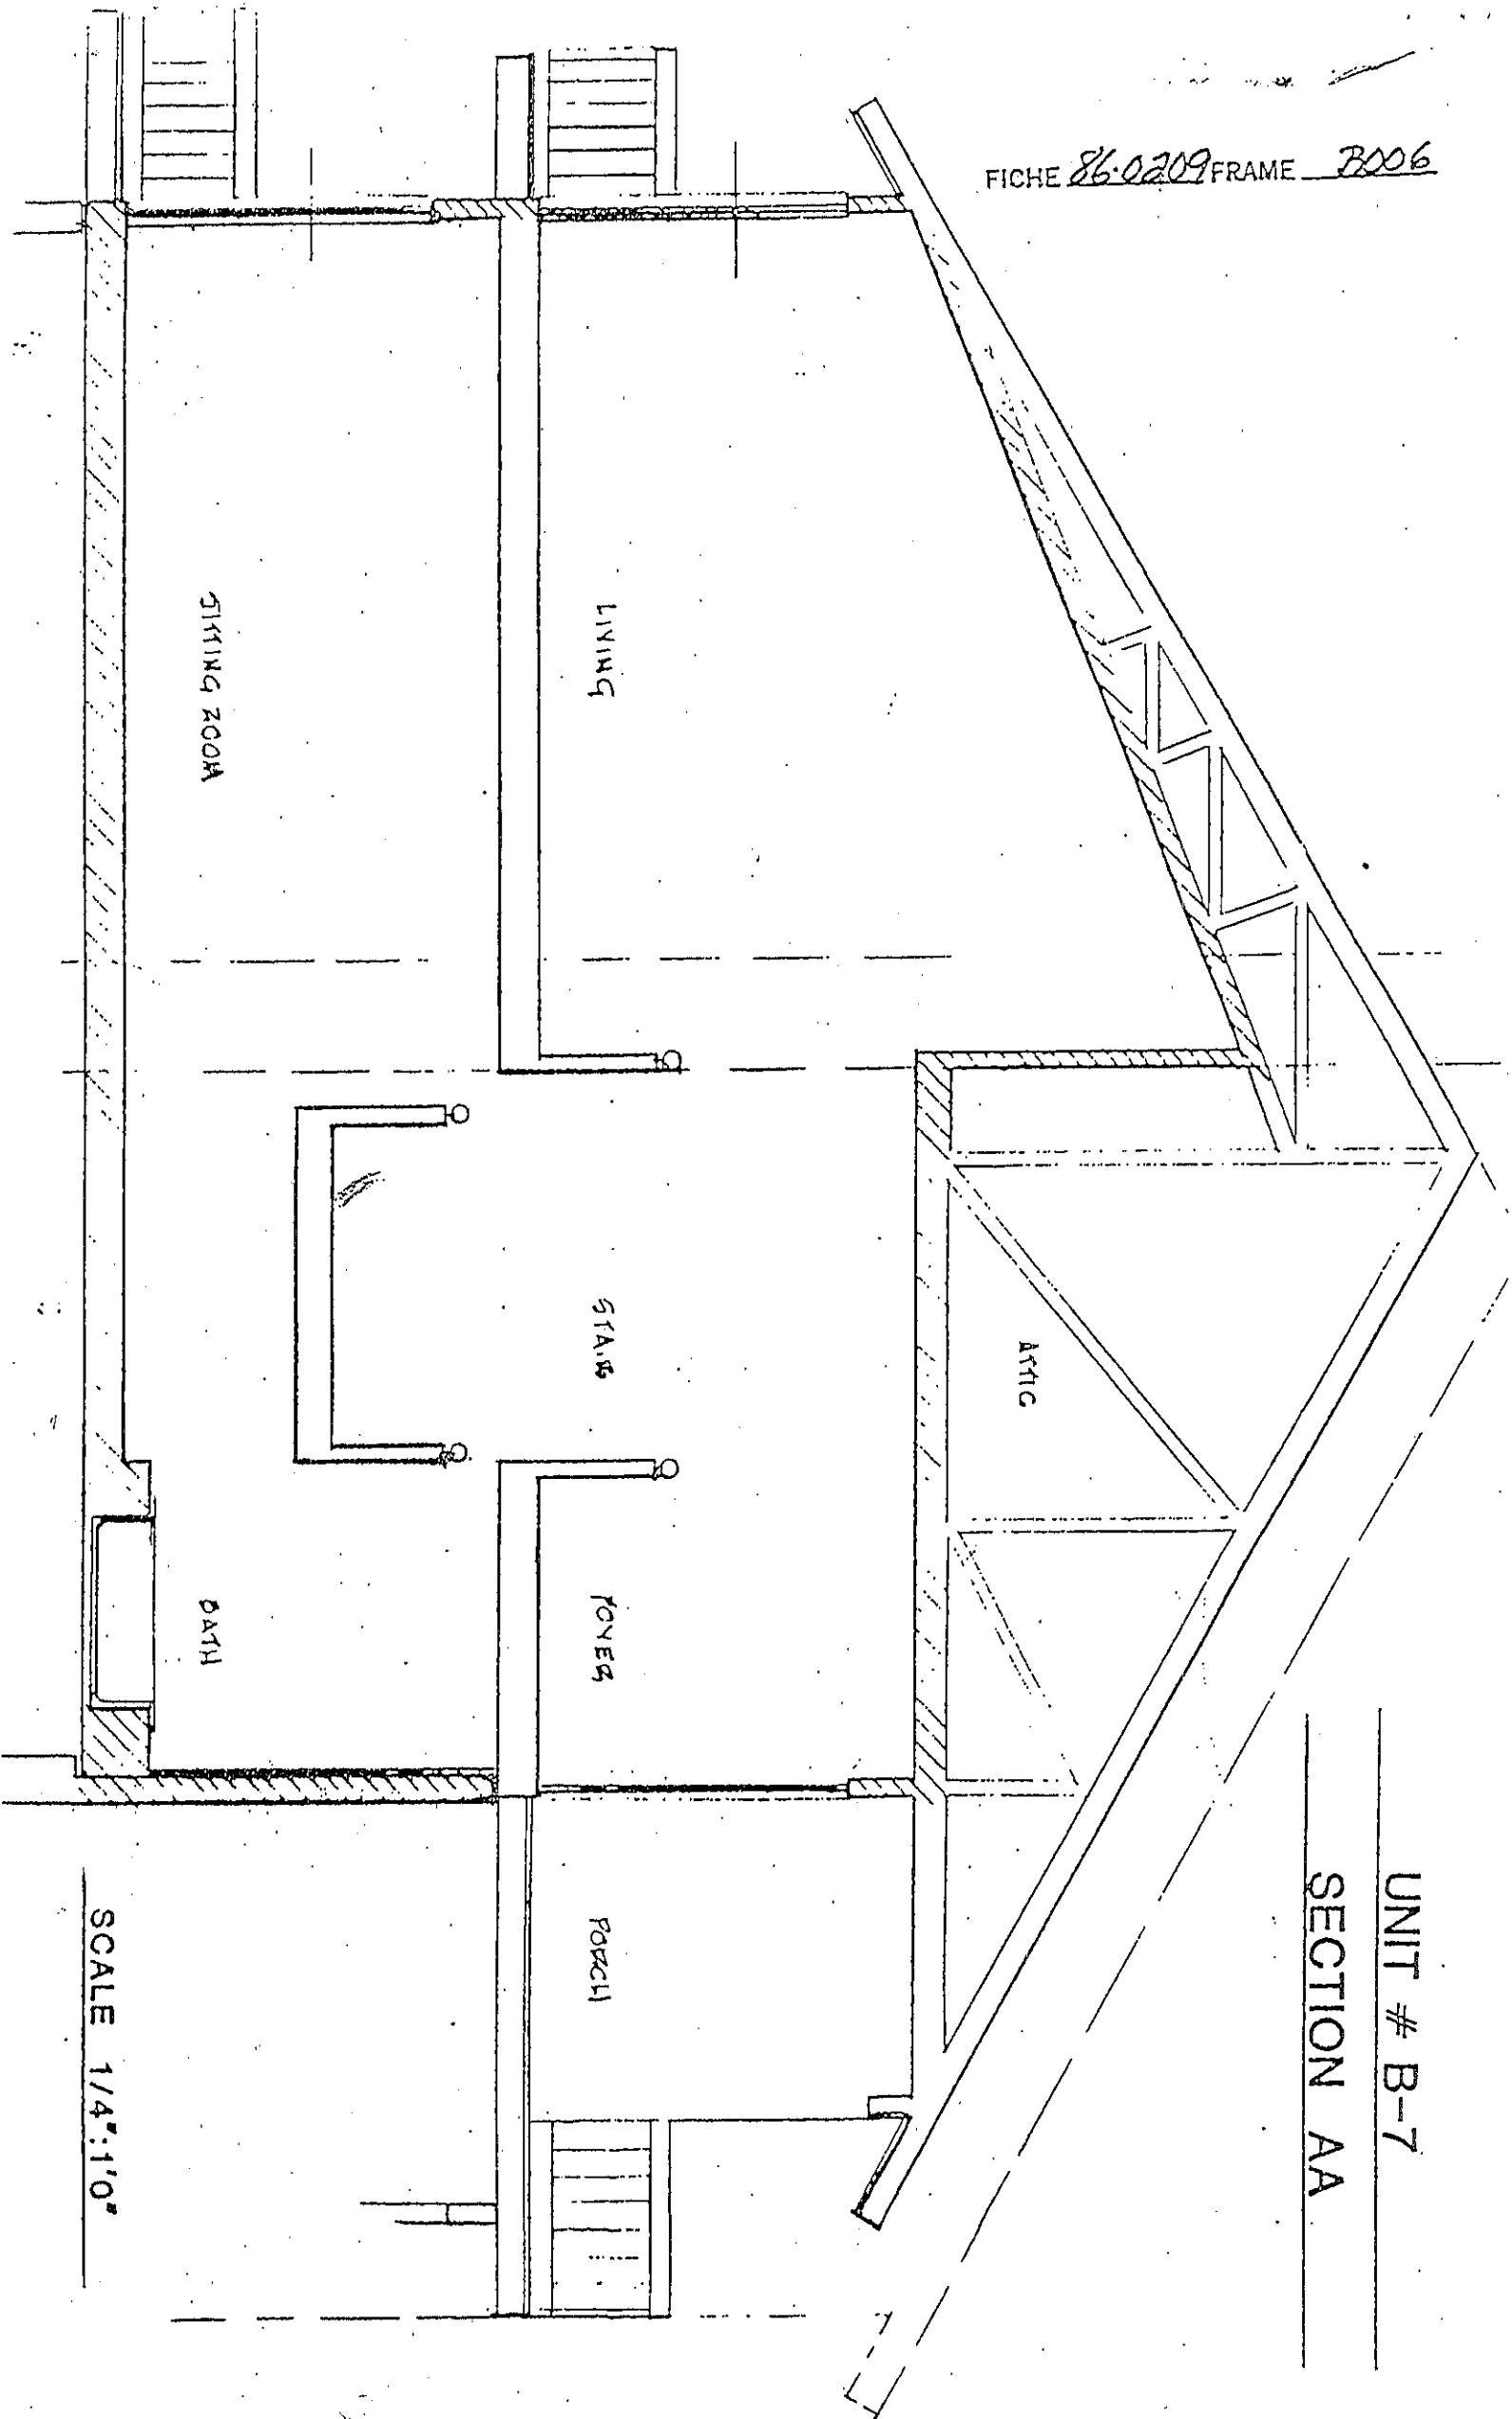 FICHE 86-0209 FRAME B006
UNIT # B-7
SECTION AA
ATTIC
LIVING
STAIR
FOYER
PORCH
SITTING ROOM
BATH
SCALE 1/4":1'0"